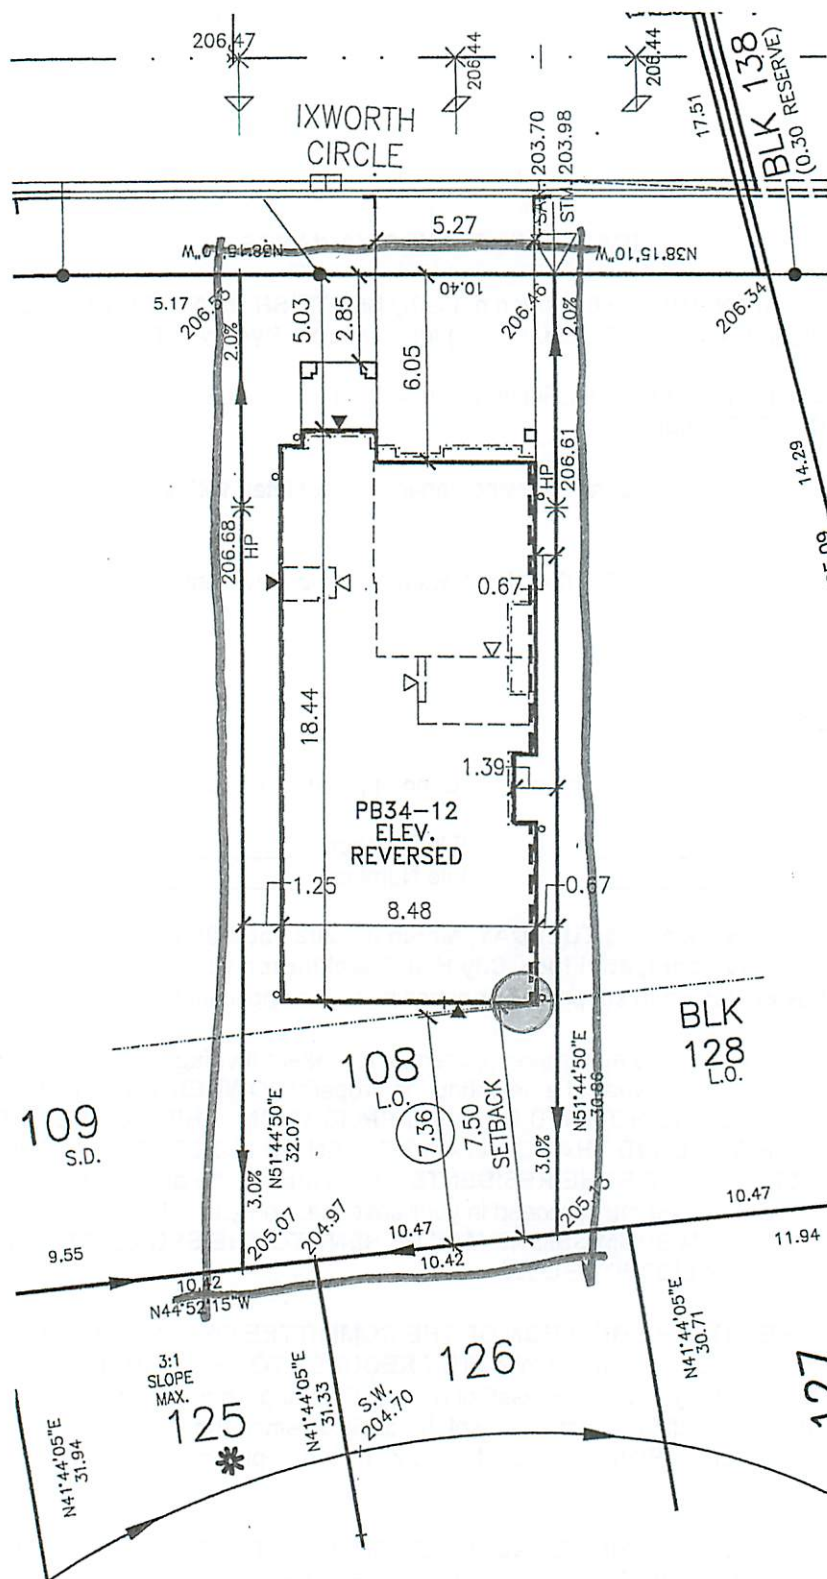 206.47
206.44
206.44
17.51
BLK 138
(0.30 RESERVE)
IXWORTH
CIRCLE
SAN. 203.70
STM. 203.98
5.27
N38°15'10"W
5.17
206.53
2.0%
5.03
2.85
10.40
6.05
206.46
2.0%
206.34
14.29
206.68
HP
HP
206.61
0.67
18.44
1.39
PB34-12
ELEV.
REVERSED
1.25
8.48
0.67
BLK
128
L.O.
108
L.O.
109
S.D.
7.36
7.50
SETBACK
N51°44'50"E
30.86
3.0%
N51°44'50"E
32.07
3.0%
205.07
204.97
205.13
10.47
10.42
10.47
11.94
9.55
10.42
N44°52'15"W
3:1
SLOPE
MAX.
125
126
127
S.W.
204.70
N41°44'05"E
31.33
N41°44'05"E
30.71
N41°44'05"E
31.94